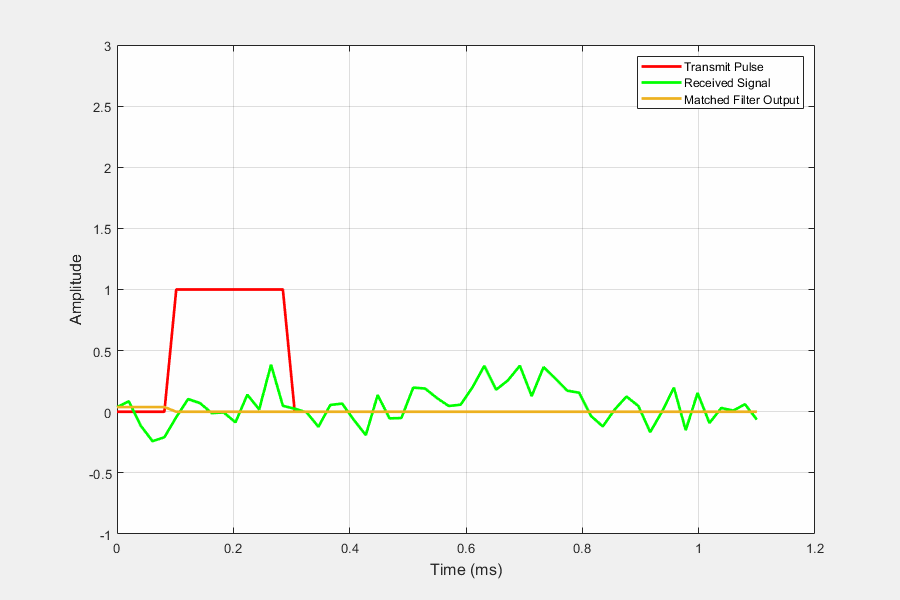 Transmit Pulse
Received Signal
Matched Filter Output
3
2.5
2
1.5
1
0.5
0
-0.5
-1
Amplitude
0 0.2 0.4 0.6 0.8 1 1.2
Time (ms)